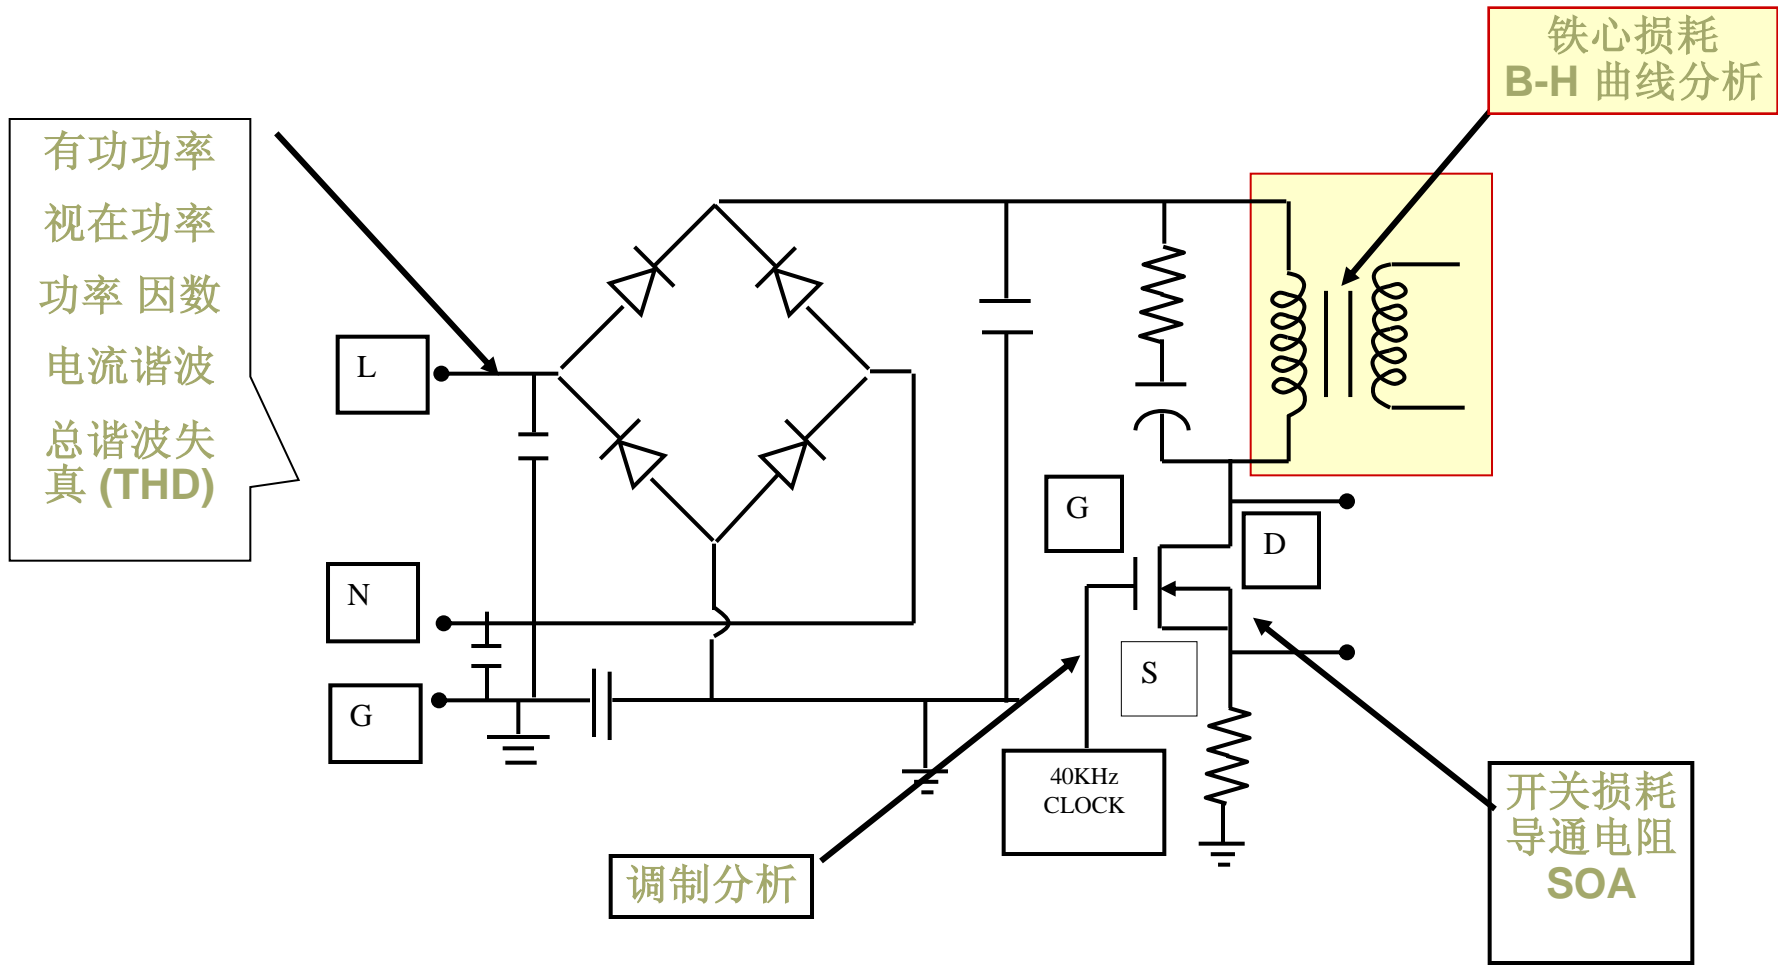 铁心损耗
B-H 曲线分析
有功功率
视在功率
功率 因数
电流谐波
总谐波失
真 (THD)
L
N
G
G
D
S
40KHz
CLOCK
调制分析
开关损耗
导通电阻
SOA